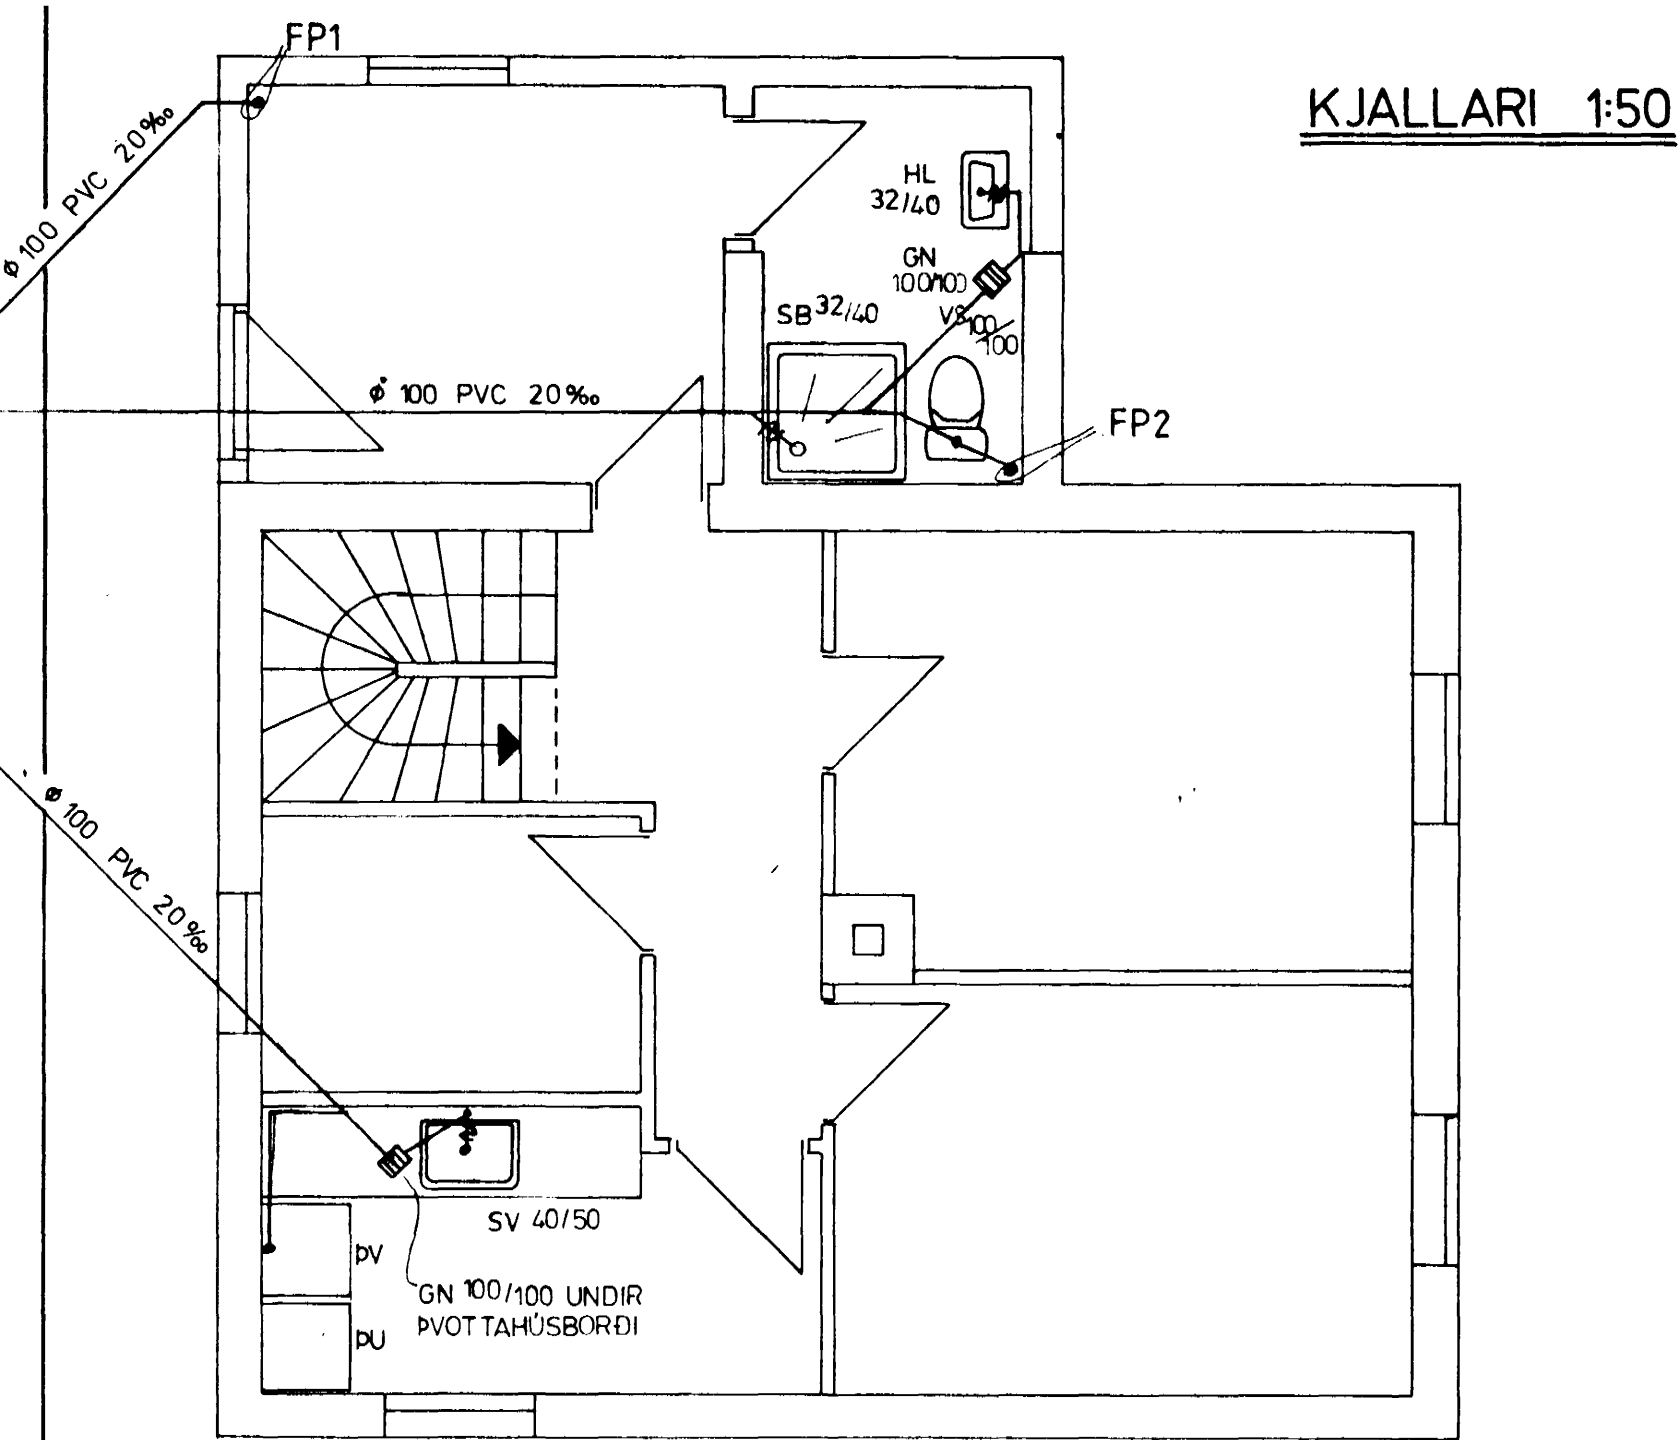 FP1
KJALLARI 1:50
ø 100 PVC 20‰
HL
32/40
GN
100/100
SB 32/40
VS 100/100
ø 100 PVC 20‰
FP2
ø 100 PVC 20‰
SV 40/50
ÞV
GN 100/100 UNDIR
ÞVOTTAHÚSBORÐI
ÞU